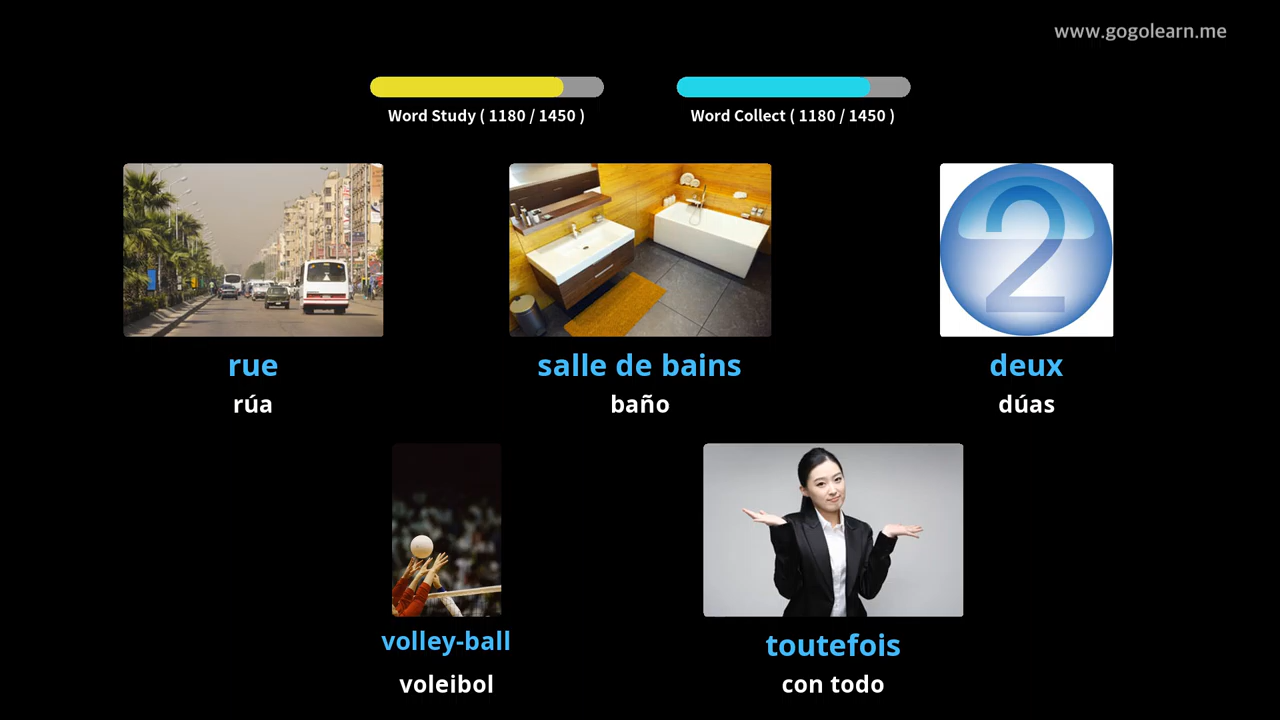 www.gogolearn.me
Word Study ( 1180 / 1450 )
Word Collect ( 1180 / 1450 )
2
rue
salle de bains
deux
rúa
baño
dúas
volley-ball
toutefois
voleibol
con todo